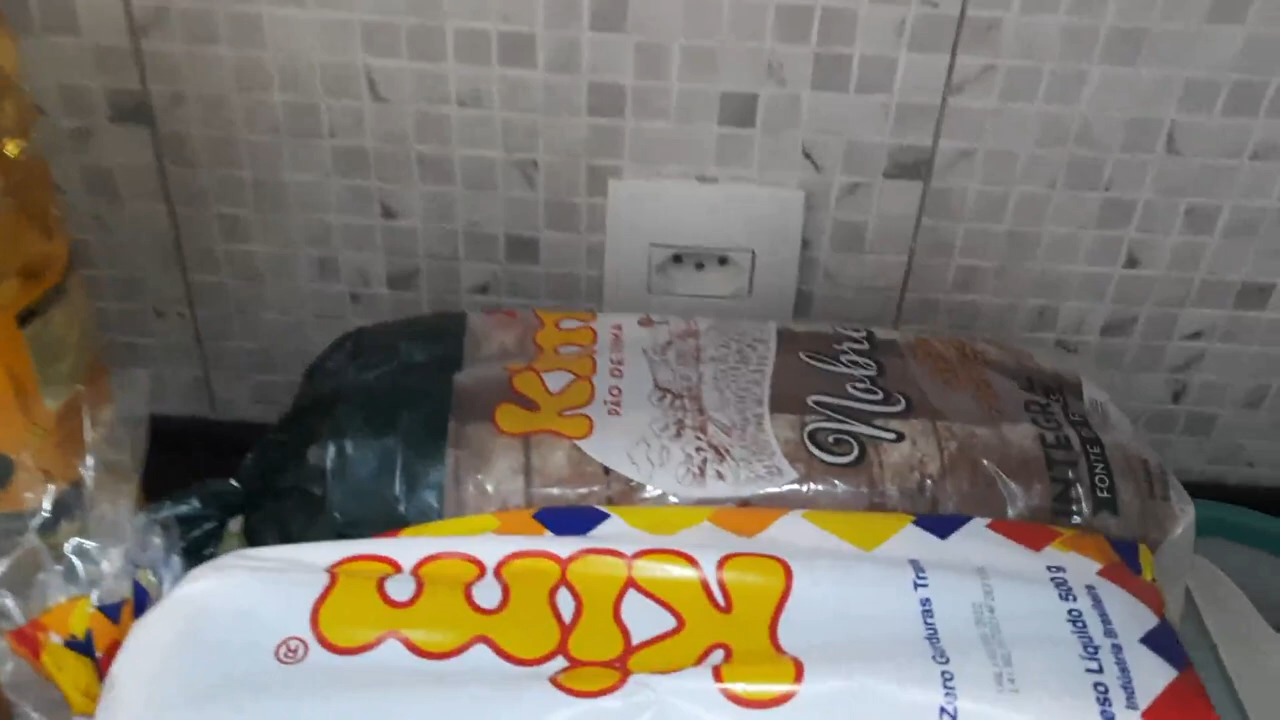 Kim
PÃO DE FORMA
Nobre
INTEGRAL
FONTE
Kim
Zero Gorduras Trans
Peso Líquido 500 g
Indústria Brasileira